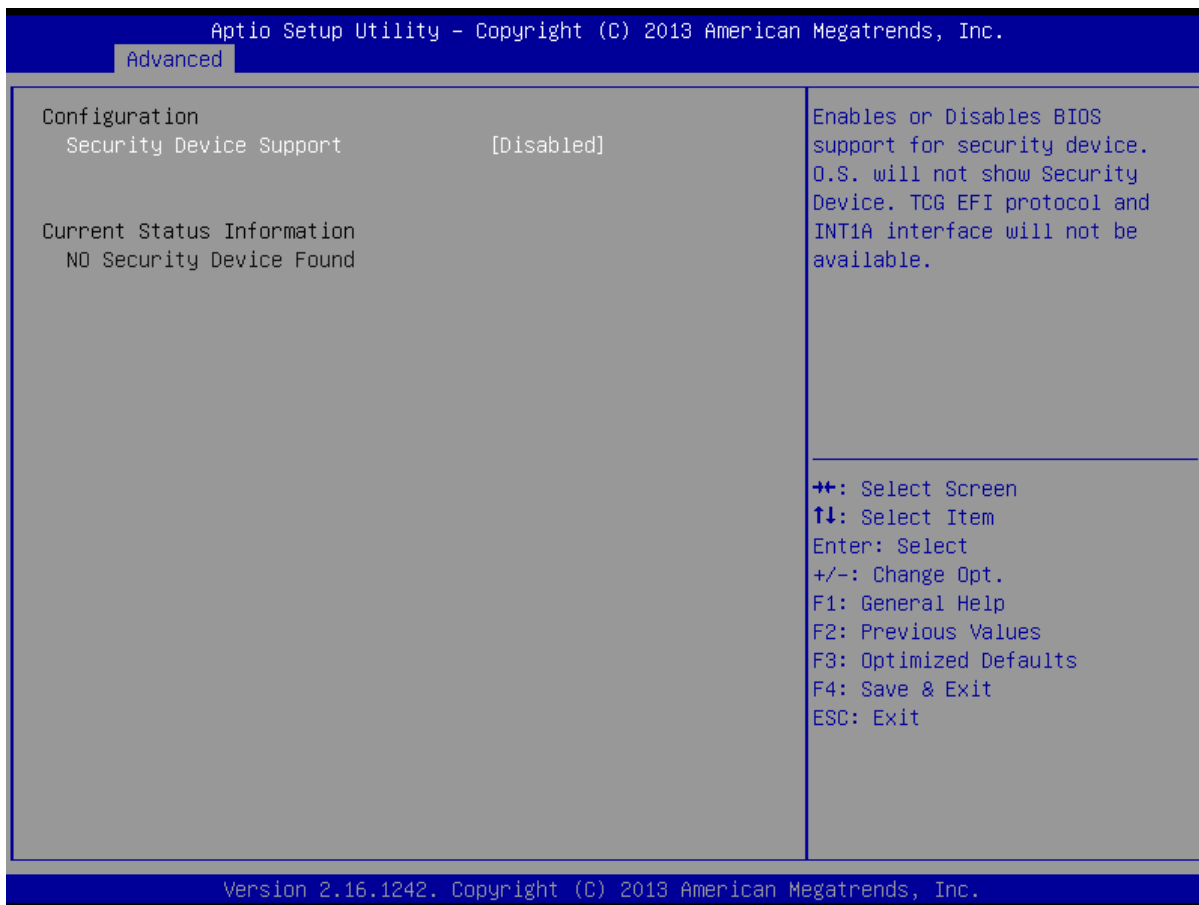 Aptio Setup Utility – Copyright (C) 2013 American Megatrends, Inc.
Advanced
Configuration
Security Device Support [Disabled]
Current Status Information
NO Security Device Found
Enables or Disables BIOS
support for security device.
O.S. will not show Security
Device. TCG EFI protocol and
INT1A interface will not be
available.
→←: Select Screen
↑↓: Select Item
Enter: Select
+/-: Change Opt.
F1: General Help
F2: Previous Values
F3: Optimized Defaults
F4: Save & Exit
ESC: Exit
Version 2.16.1242. Copyright (C) 2013 American Megatrends, Inc.